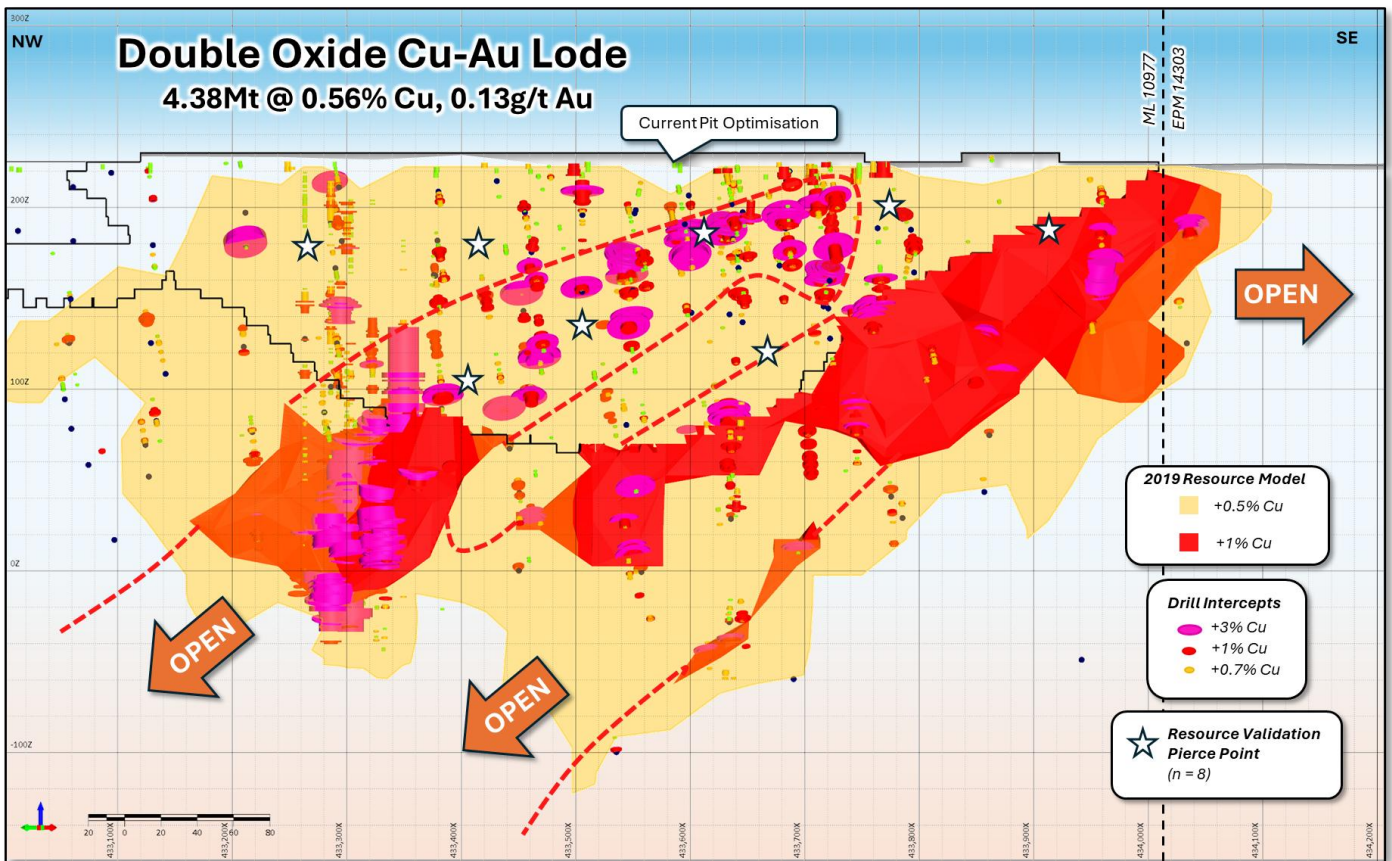 300Z
NW
SE
Double Oxide Cu-Au Lode
4.38Mt @ 0.56% Cu, 0.13g/t Au
Current Pit Optimisation
ML 10977
EPM 14303
200Z
OPEN
100Z
2019 Resource Model
+0.5% Cu
+1% Cu
0Z
Drill Intercepts
+3% Cu
+1% Cu
+0.7% Cu
OPEN
OPEN
Resource Validation
Pierce Point
(n = 8)
-100Z
20 0 20 40 60 80
433,100X
433,200X
433,300X
433,400X
433,500X
433,600X
433,700X
433,800X
433,900X
434,000X
434,100X
434,200X